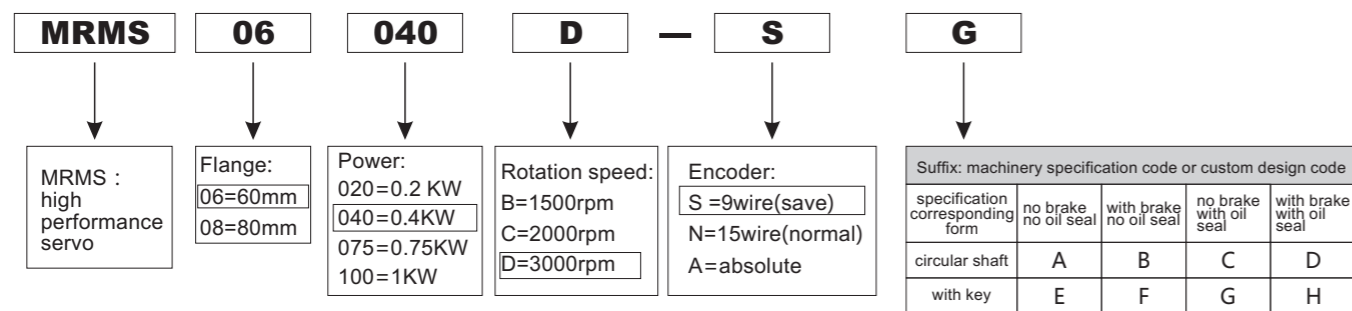 MRMS 06 040 D — S G
MRMS :
high
performance
servo
Flange:
06=60mm
08=80mm
Power:
020=0.2 KW
040=0.4KW
075=0.75KW
100=1KW
Rotation speed:
B=1500rpm
C=2000rpm
D=3000rpm
Encoder:
S =9wire(save)
N=15wire(normal)
A=absolute
Suffix: machinery specification code or custom design code
specification
corresponding
form
no brake
no oil seal
with brake
no oil seal
no brake
with oil
seal
with brake
with oil
seal
circular shaft A B C D
with key E F G H